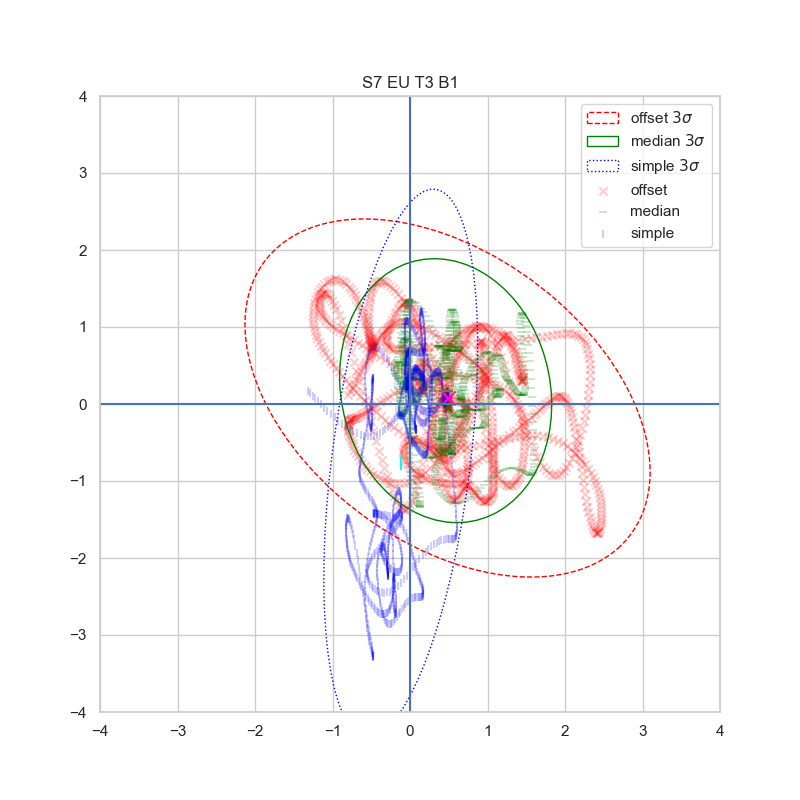 S7 EU T3 B1
4
3
2
1
0
−1
−2
−3
−4
−4
−3
−2
−1
0
1
2
3
4
offset 3σ
median 3σ
simple 3σ
offset
median
simple